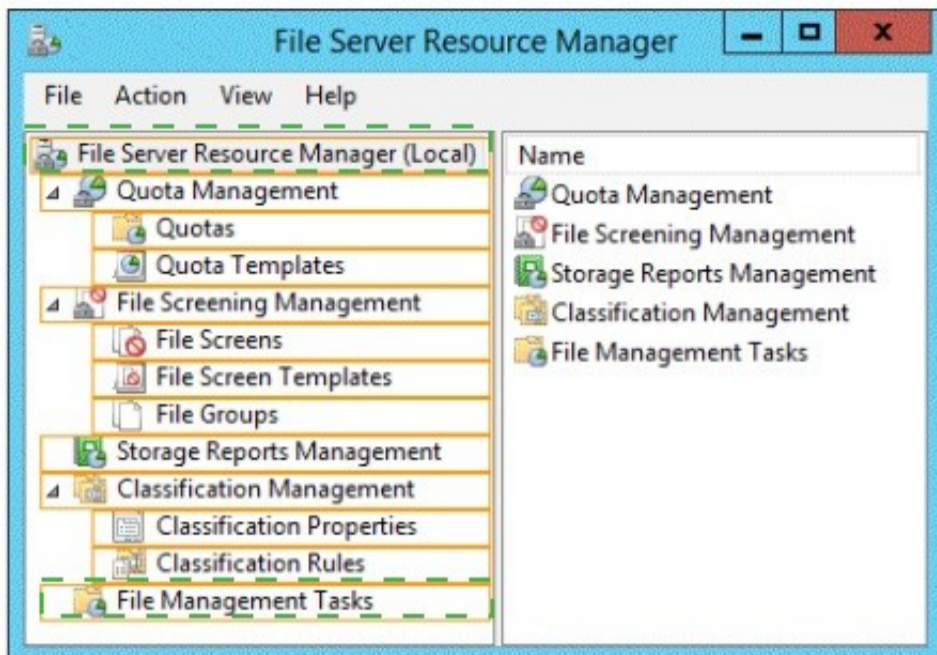 File Server Resource Manager
File Action View Help
File Server Resource Manager (Local)
Quota Management
Quotas
Quota Templates
File Screening Management
File Screens
File Screen Templates
File Groups
Storage Reports Management
Classification Management
Classification Properties
Classification Rules
File Management Tasks
Name
Quota Management
File Screening Management
Storage Reports Management
Classification Management
File Management Tasks